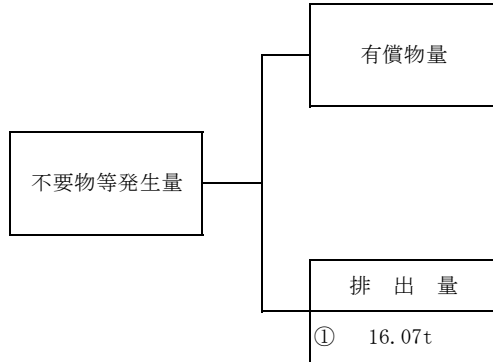 有償物量
不要物等発生量
排　出　量
①　16.07t